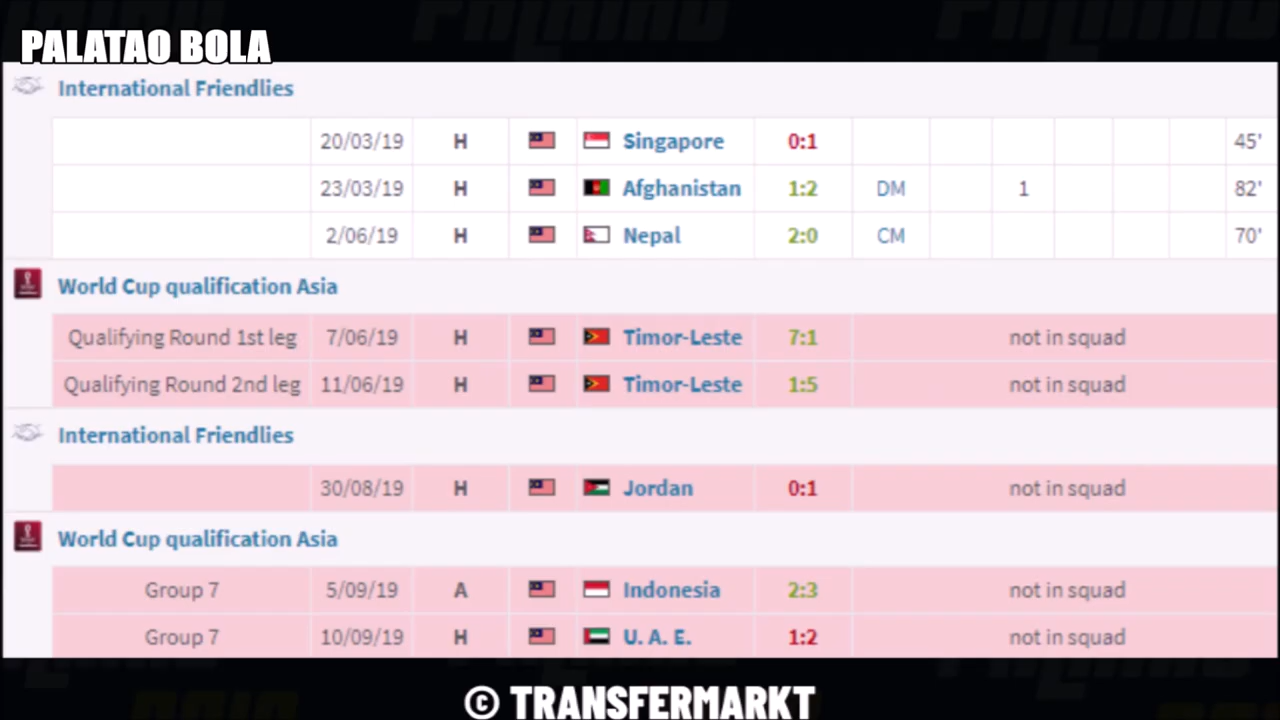 PALATAO BOLA
International Friendlies
20/03/19 H Singapore 0:1 45'
23/03/19 H Afghanistan 1:2 DM 1 82'
2/06/19 H Nepal 2:0 CM 70'
World Cup qualification Asia
Qualifying Round 1st leg 7/06/19 H Timor-Leste 7:1 not in squad
Qualifying Round 2nd leg 11/06/19 H Timor-Leste 1:5 not in squad
International Friendlies
30/08/19 H Jordan 0:1 not in squad
World Cup qualification Asia
Group 7 5/09/19 A Indonesia 2:3 not in squad
Group 7 10/09/19 H U. A. E. 1:2 not in squad
© TRANSFERMARKT